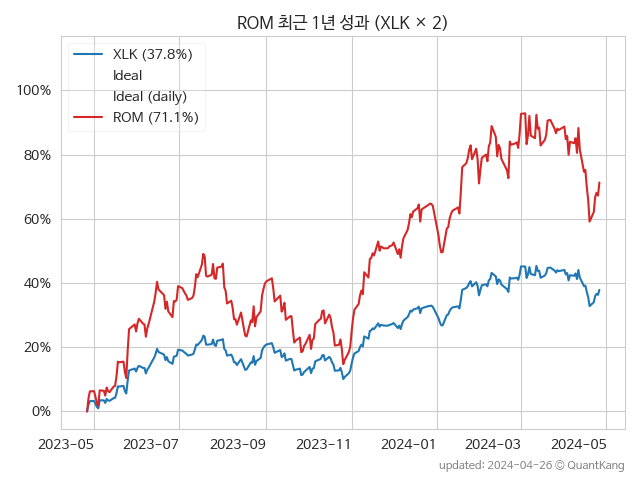 ROM 최근 1년 성과 (XLK × 2)
XLK (37.8%)
Ideal
Ideal (daily)
ROM (71.1%)
100%
80%
60%
40%
20%
0%
2023-05 2023-07 2023-09 2023-11 2024-01 2024-03 2024-05
updated: 2024-04-26 © QuantKang